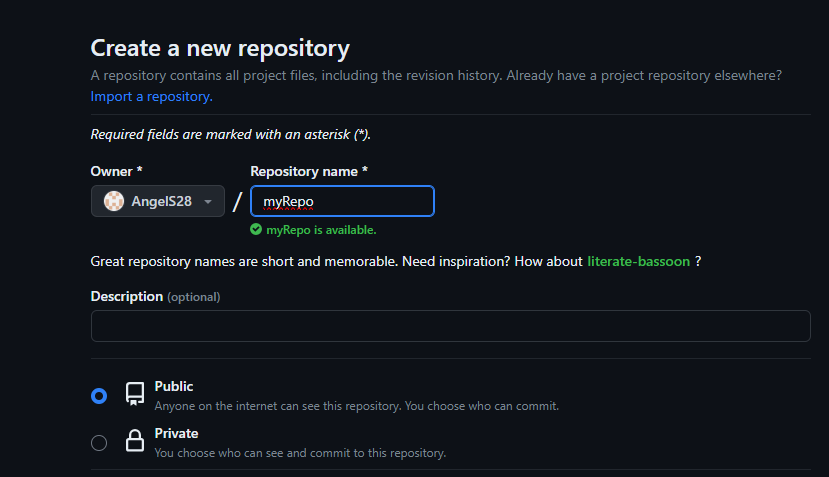 Create a new repository
A repository contains all project files, including the revision history. Already have a project repository elsewhere?
Import a repository.
Required fields are marked with an asterisk (*).
Owner * Repository name *
AngelS28 / myRepo
myRepo is available.
Great repository names are short and memorable. Need inspiration? How about literate-bassoon ?
Description (optional)
Public
Anyone on the internet can see this repository. You choose who can commit.
Private
You choose who can see and commit to this repository.